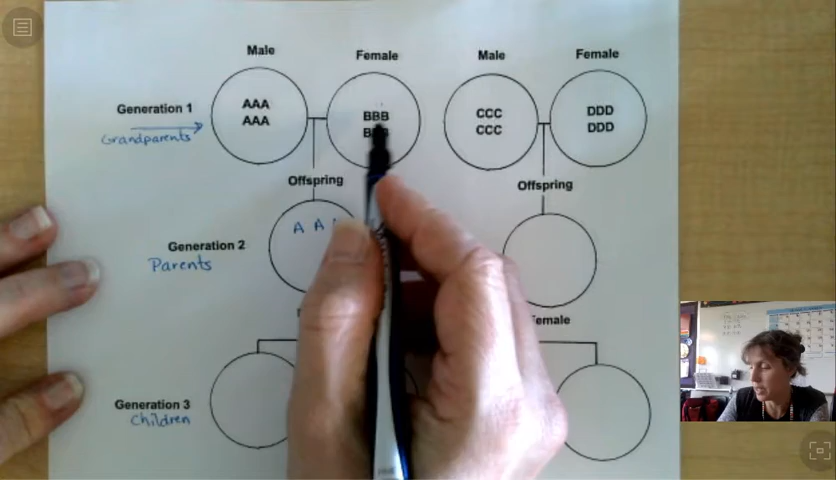 Male
Female
Male
Female
Generation 1
Grandparents
AAA
AAA
BBB
CCC
CCC
DDD
DDD
Offspring
Offspring
Generation 2
Parents
A A
Female
Generation 3
Children